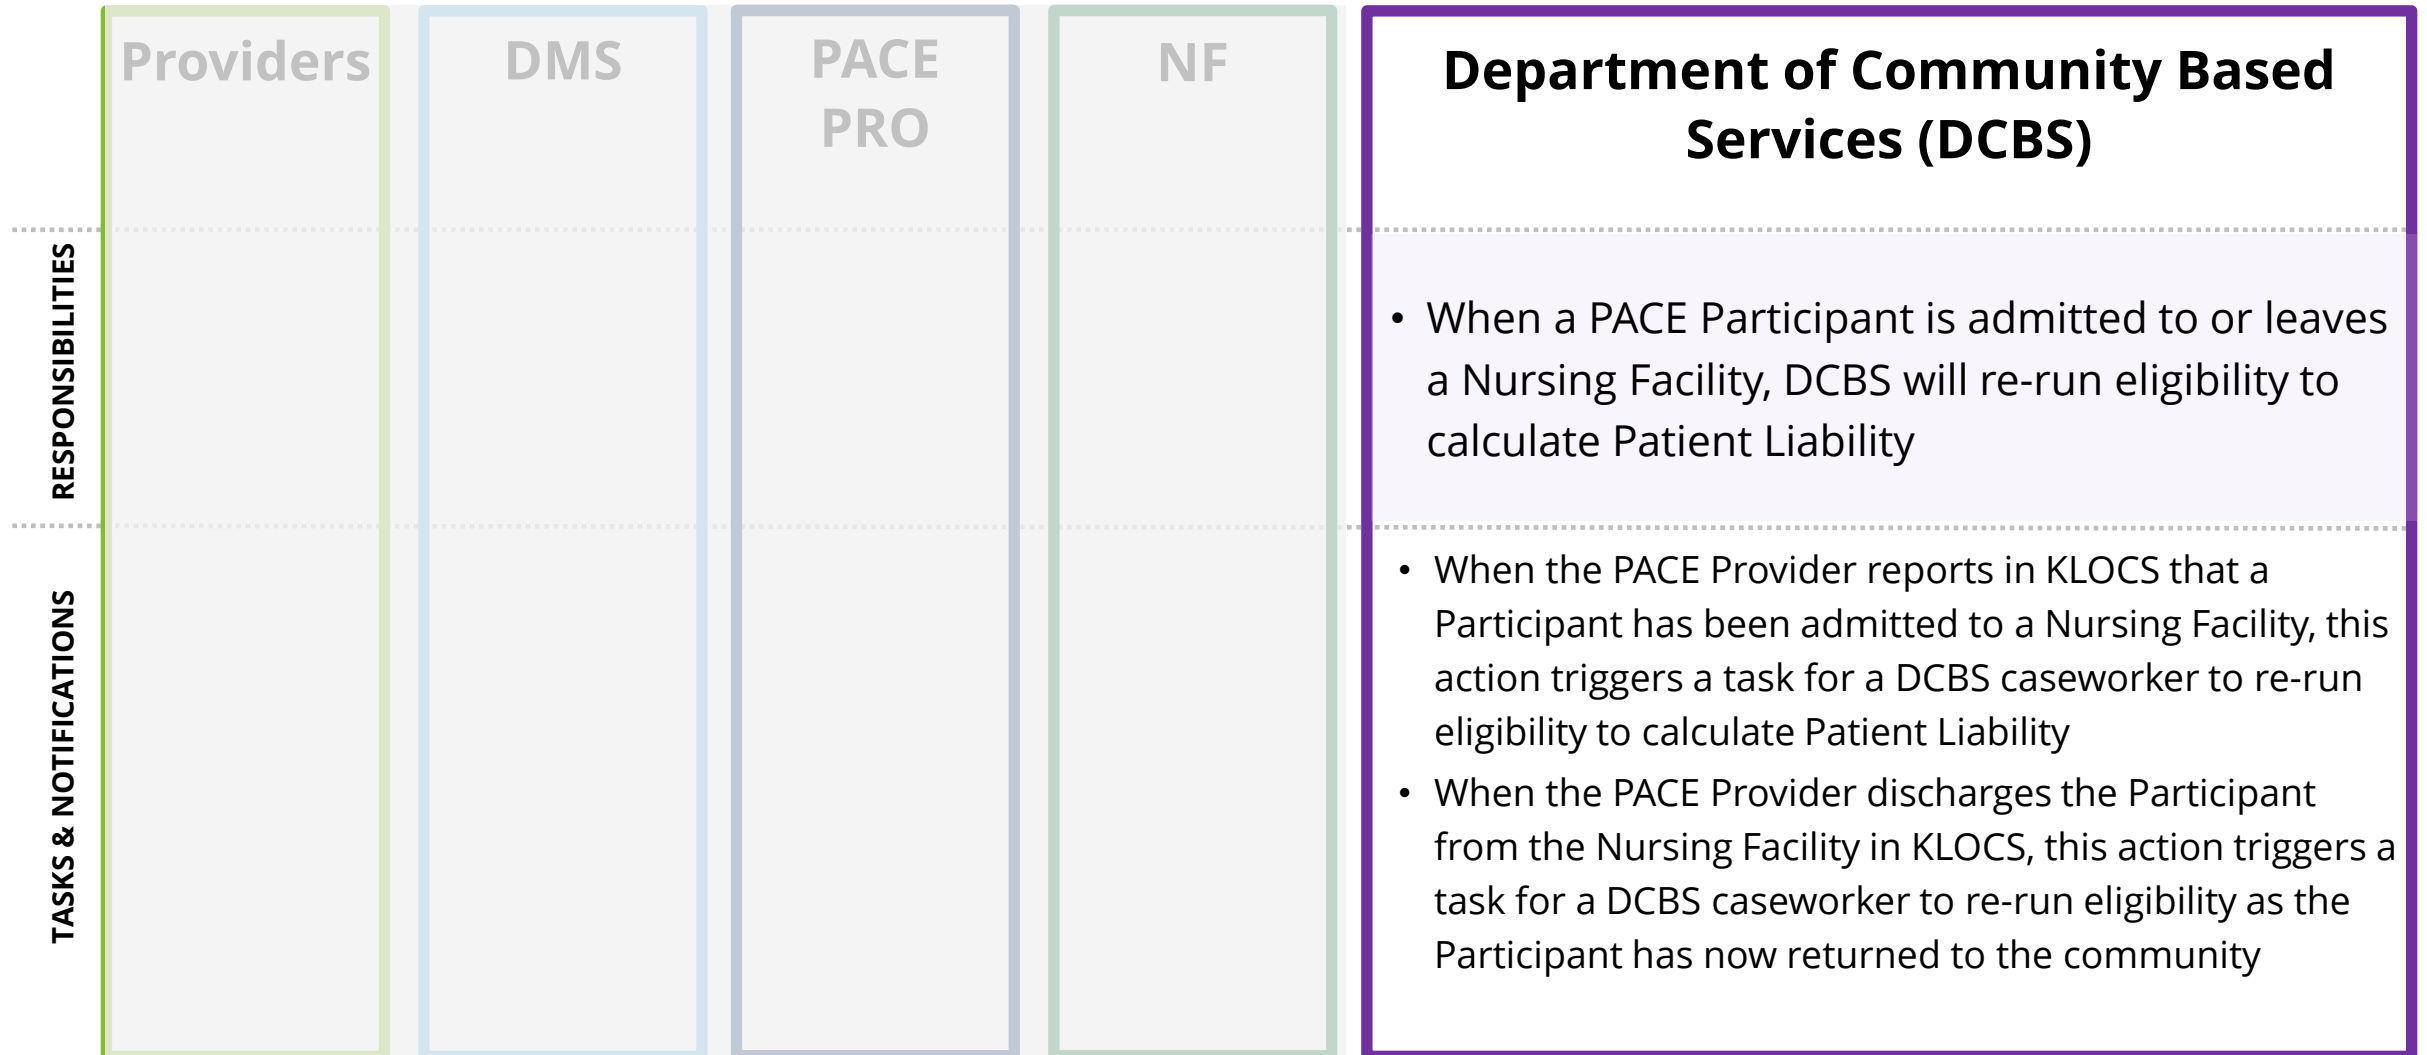 Providers
DMS
PACE
PRO
NF
Department of Community Based
Services (DCBS)
RESPONSIBILITIES
• When a PACE Participant is admitted to or leaves
a Nursing Facility, DCBS will re-run eligibility to
calculate Patient Liability
TASKS & NOTIFICATIONS
• When the PACE Provider reports in KLOCS that a
Participant has been admitted to a Nursing Facility, this
action triggers a task for a DCBS caseworker to re-run
eligibility to calculate Patient Liability
• When the PACE Provider discharges the Participant
from the Nursing Facility in KLOCS, this action triggers a
task for a DCBS caseworker to re-run eligibility as the
Participant has now returned to the community